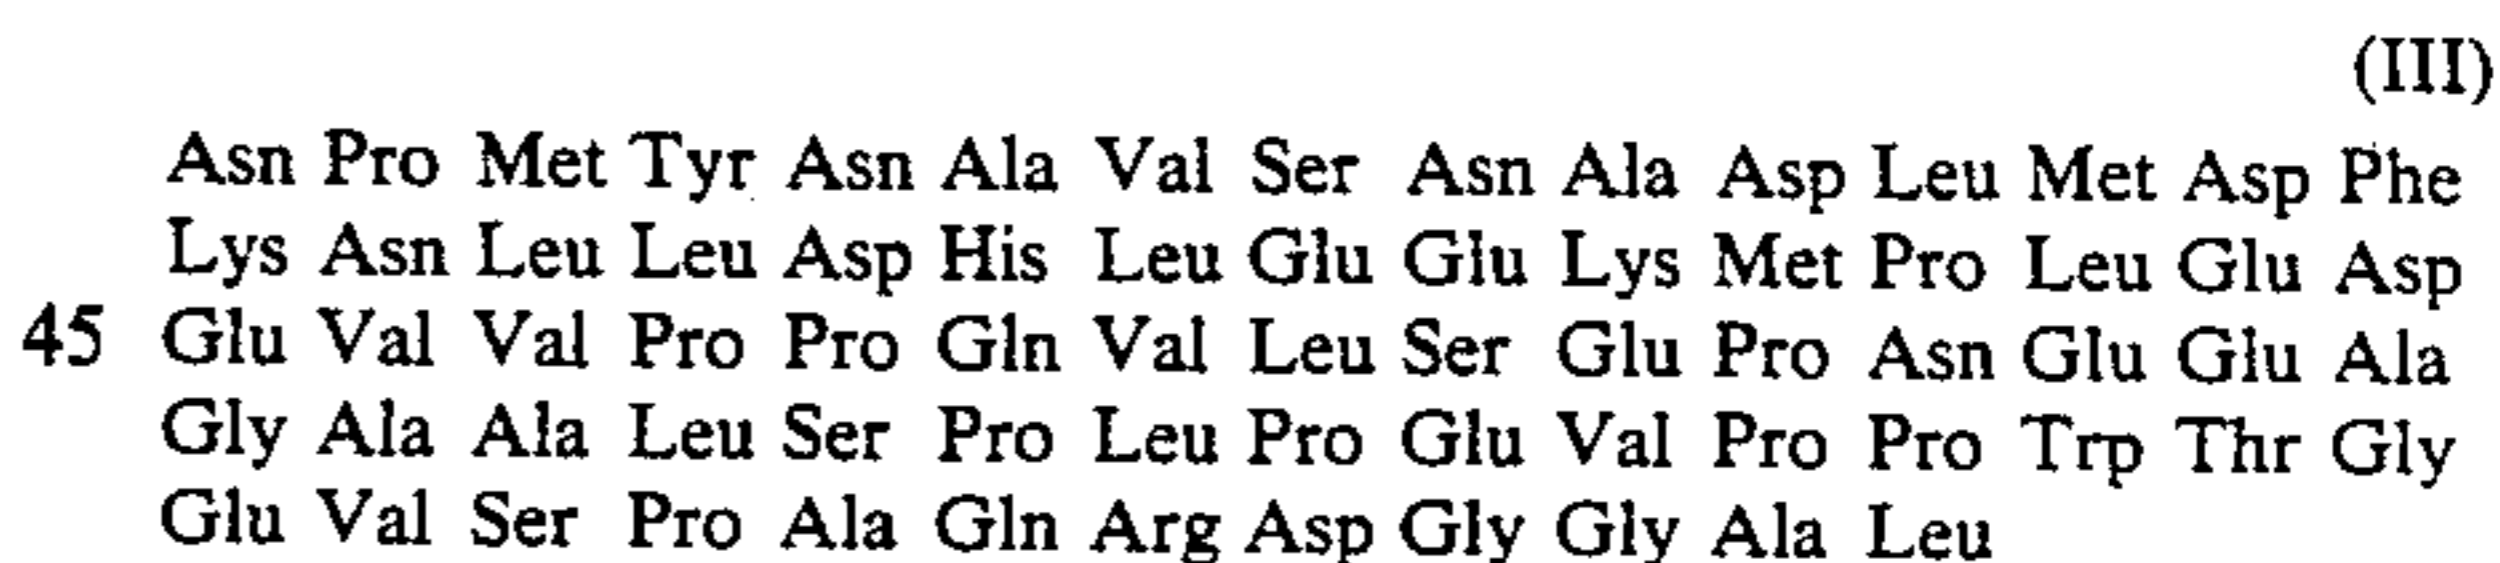 (III)
Asn Pro Met Tyr Asn Ala Val Ser Asn Ala Asp Leu Met Asp Phe
Lys Asn Leu Leu Asp His Leu Glu Glu Lys Met Pro Leu Glu Asp
45 Glu Val Val Pro Pro Gln Val Leu Ser Glu Pro Asn Glu Glu Ala
Gly Ala Ala Leu Ser Pro Leu Pro Glu Val Pro Pro Trp Thr Gly
Glu Val Ser Pro Ala Gln Arg Asp Gly Gly Ala Leu